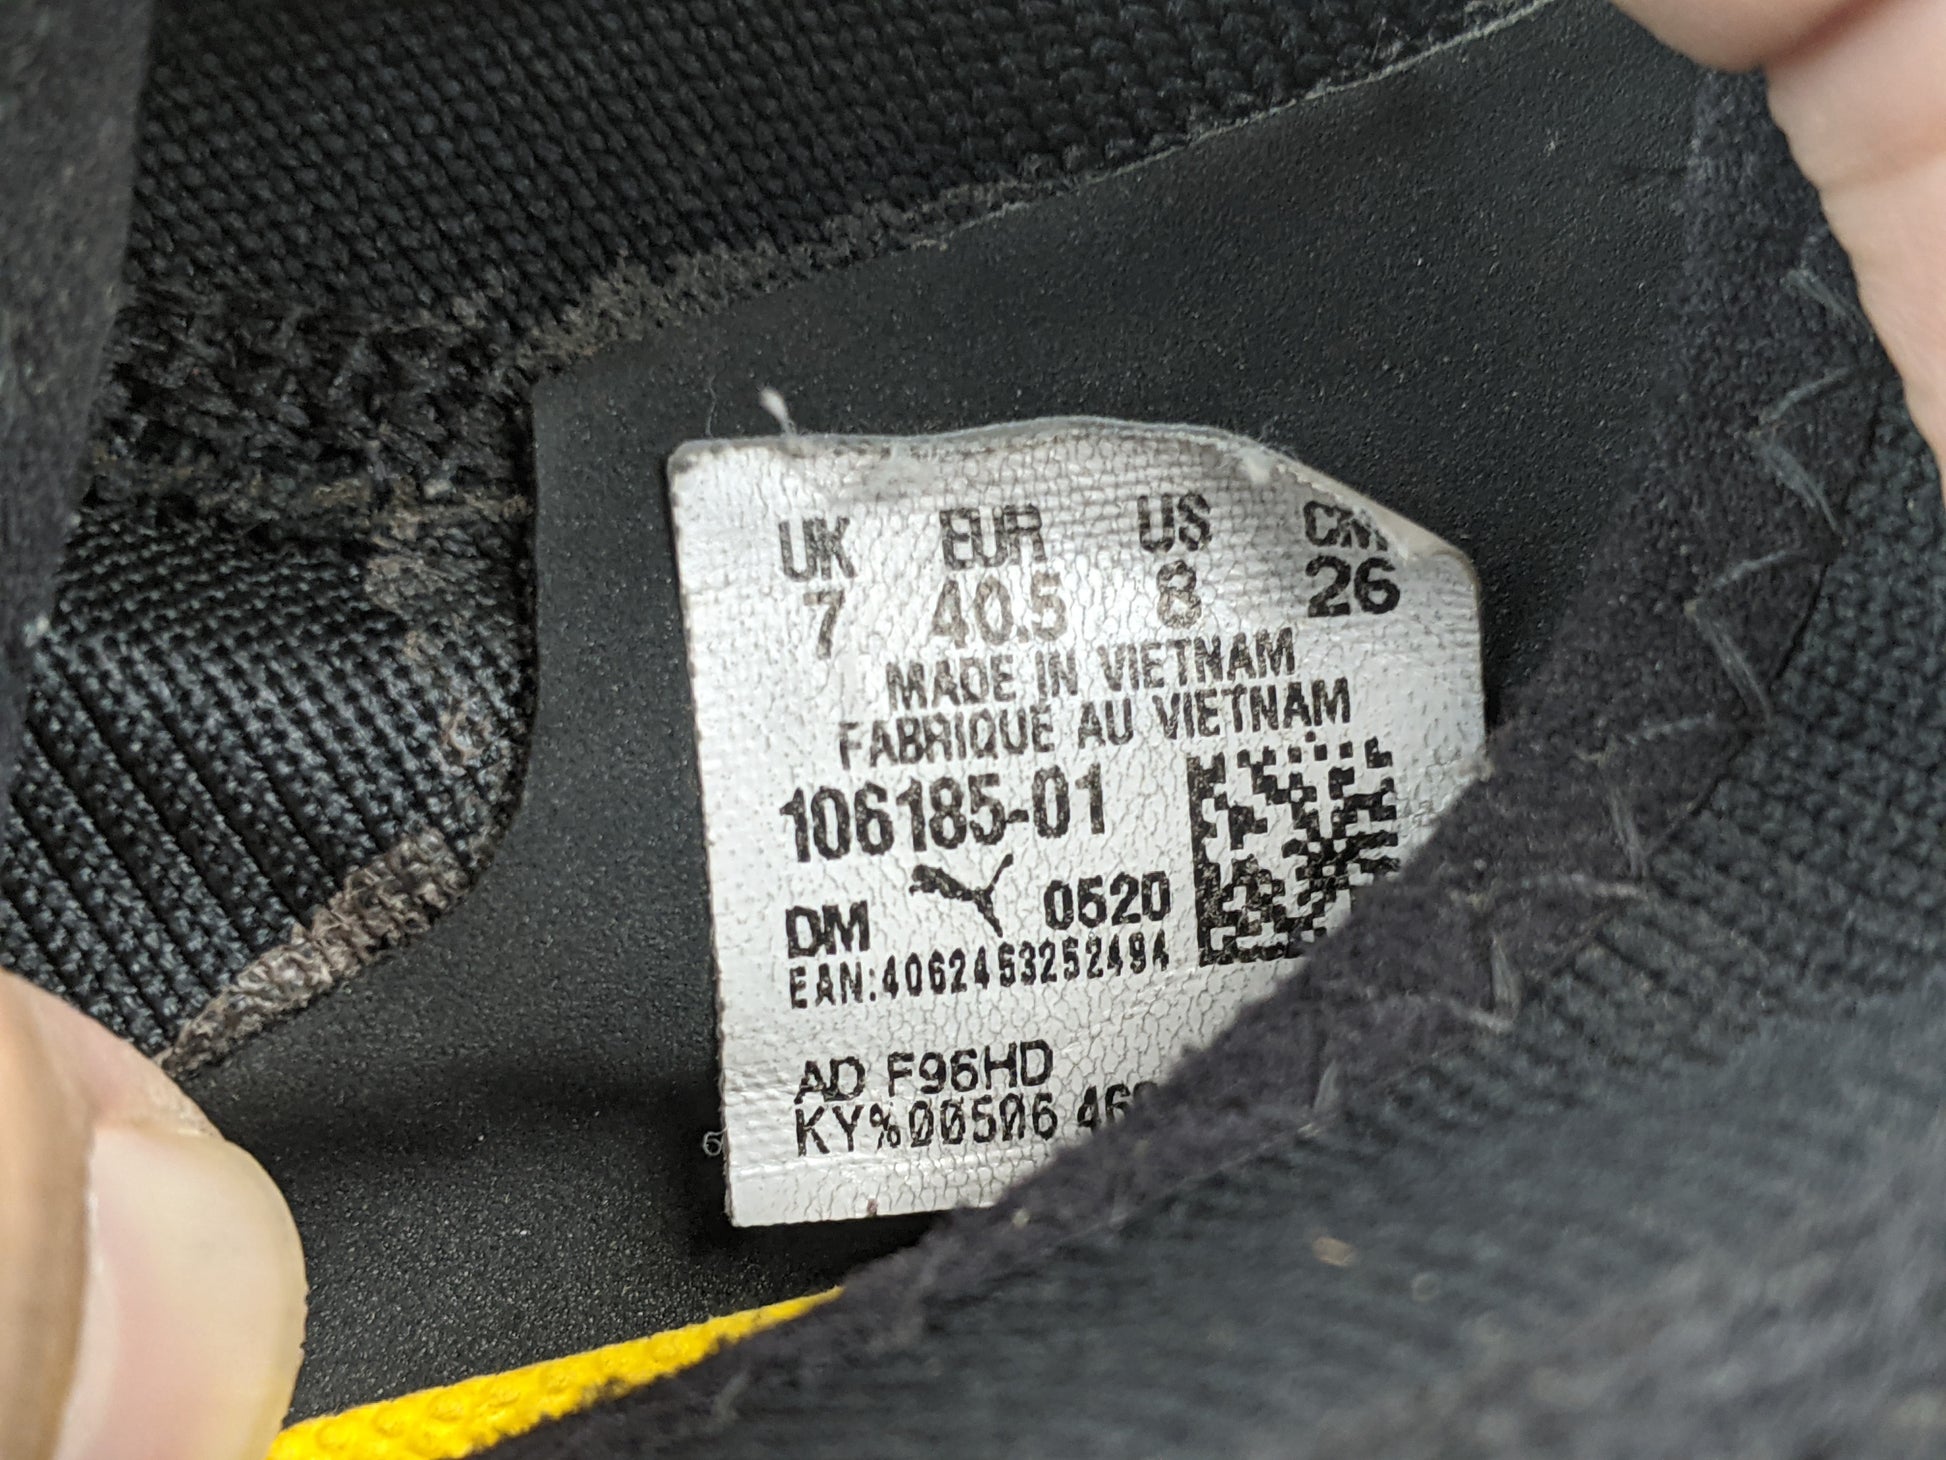 UK EUR US CM
7 40.5 8 26
MADE IN VIETNAM
FABRIQUE AU VIETNAM
106185-01
DM 0520
EAN:4062453252494
AD F96HD
KY%00506